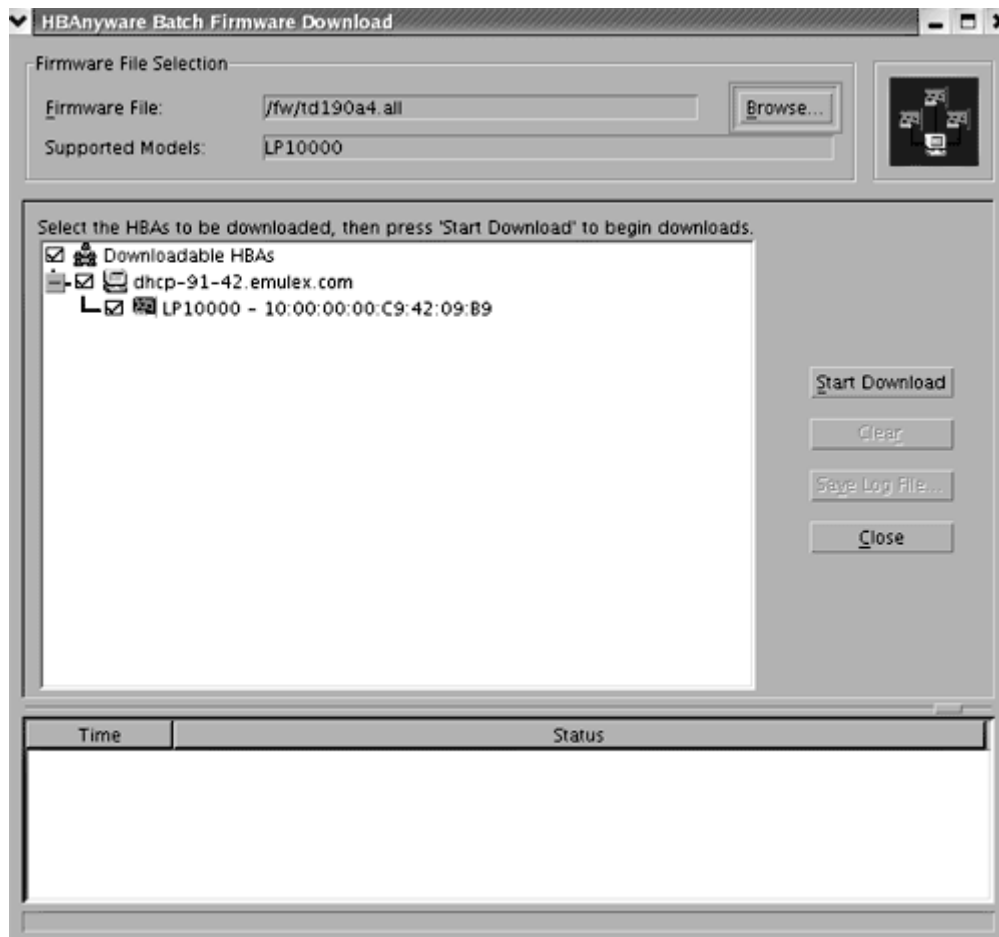 HBAnyware Batch Firmware Download
Firmware File Selection
Firmware File: /fw/td190a4.all Browse...
Supported Models: LP10000
Select the HBAs to be downloaded, then press 'Start Download' to begin downloads.
Downloadable HBAs
dhcp-91-42.emulex.com
LP10000 - 10:00:00:00:C9:42:09:B9
Start Download
Clear
Save Log File...
Close
Time Status